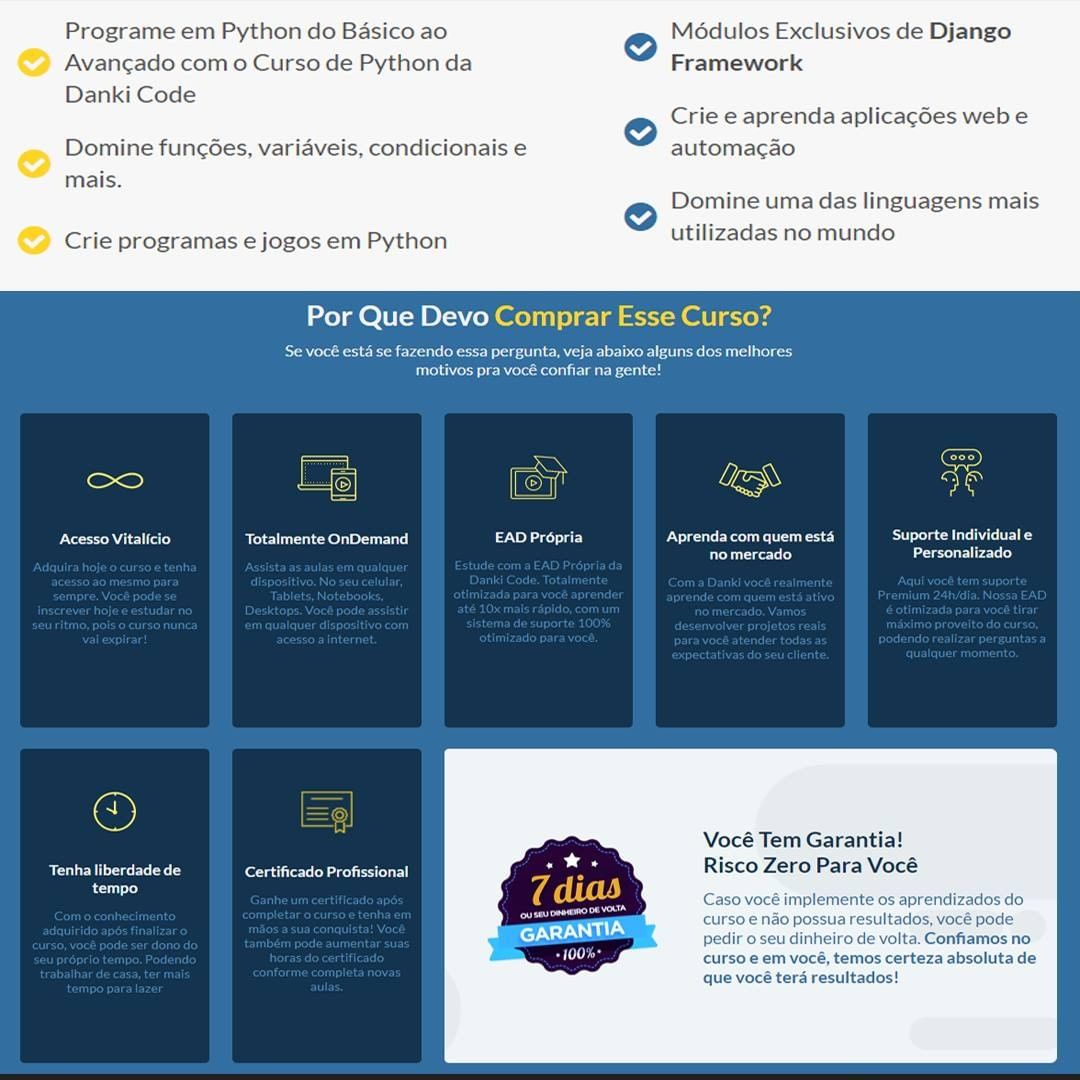 Programe em Python do Básico ao
Avançado com o Curso de Python da
Danki Code
Domine funções, variáveis, condicionais e
mais.
Crie programas e jogos em Python
Módulos Exclusivos de Django
Framework
Crie e aprenda aplicações web e
automação
Domine uma das linguagens mais
utilizadas no mundo
Por Que Devo Comprar Esse Curso?
Se você está se fazendo essa pergunta, veja abaixo alguns dos melhores
motivos pra você confiar na gente!
Acesso Vitalício
Adquira hoje o curso e tenha
acesso ao mesmo para
sempre. Você pode se
inscrever hoje e estudar no
seu ritmo, pois o curso nunca
vai expirar!
Totalmente OnDemand
Assista as aulas em qualquer
dispositivo. No seu celular,
Tablets, Notebooks,
Desktops. Você pode assistir
em qualquer dispositivo com
acesso a internet.
EAD Própria
Estude com a EAD Própria da
Danki Code. Totalmente
otimizada para você aprender
até 10x mais rápido, com um
sistema de suporte 100%
otimizado para você.
Aprenda com quem está
no mercado
Com a Danki você realmente
aprende com quem está ativo
no mercado. Vamos
desenvolver projetos reais
para você atender todas as
expectativas do seu cliente.
Suporte Individual e
Personalizado
Aqui você tem suporte
Premium 24h/dia. Nossa EAD
é otimizada para você tirar
máximo proveito do curso,
podendo realizar perguntas a
qualquer momento.
Tenha liberdade de
tempo
Com o conhecimento
adquirido após finalizar o
curso, você pode ser dono do
seu próprio tempo. Podendo
trabalhar de casa, ter mais
tempo para lazer
Certificado Profissional
Ganhe um certificado após
completar o curso e tenha em
mãos a sua conquista! Você
também pode aumentar suas
horas do certificado
conforme completa novas
aulas.
7 dias
OU SEU DINHEIRO DE VOLTA
GARANTIA
100%
Você Tem Garantia!
Risco Zero Para Você
Caso você implemente os aprendizados do
curso e não possua resultados, você pode
pedir o seu dinheiro de volta. Confiamos no
curso e em você, temos certeza absoluta de
que você terá resultados!